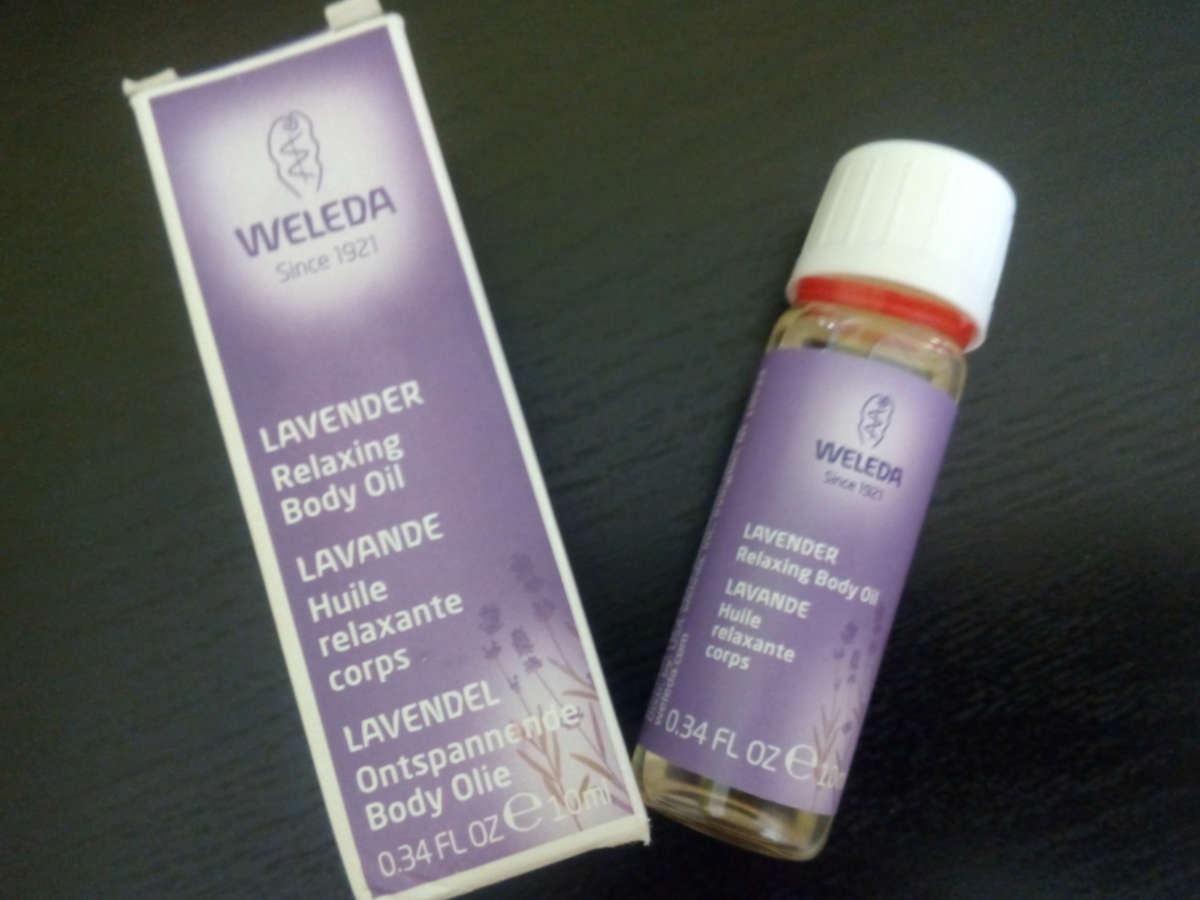 WELEDA
Since 1921
LAVENDER
Relaxing
Body Oil
LAVANDE
Huile
relaxante
corps
LAVENDEL
Ontspannende
Body Olie
0.34 FL OZ e 10ml
WELEDA
Since 1921
LAVENDER
Relaxing Body Oil
LAVANDE
Huile
relaxante
corps
0.34 FL OZ e